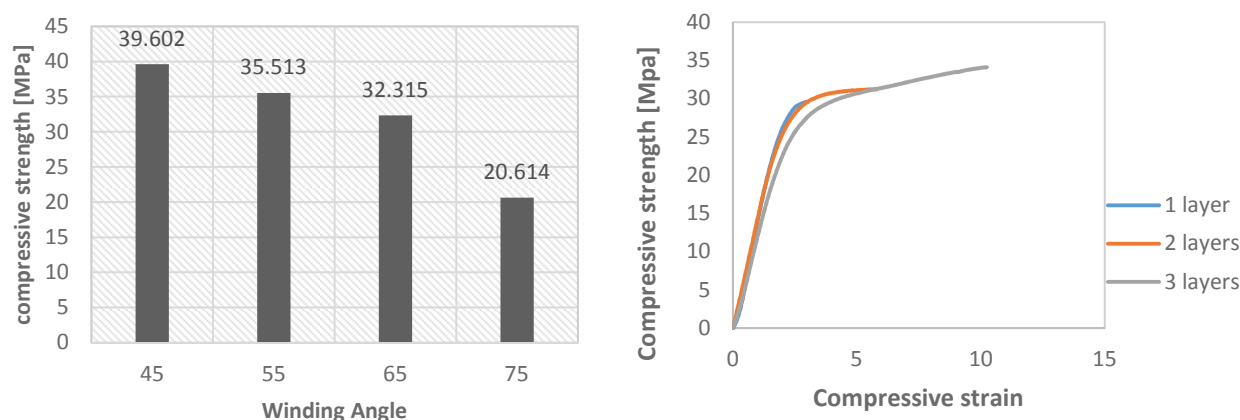 45
40
35
30
25
20
15
10
5
0
compressive strength [MPa]
39.602
35.513
32.315
20.614
45 55 65 75
Winding Angle
40
35
30
25
20
15
10
5
0
Compressive strength [Mpa]
0 5 10 15
Compressive strain
1 layer
2 layers
3 layers